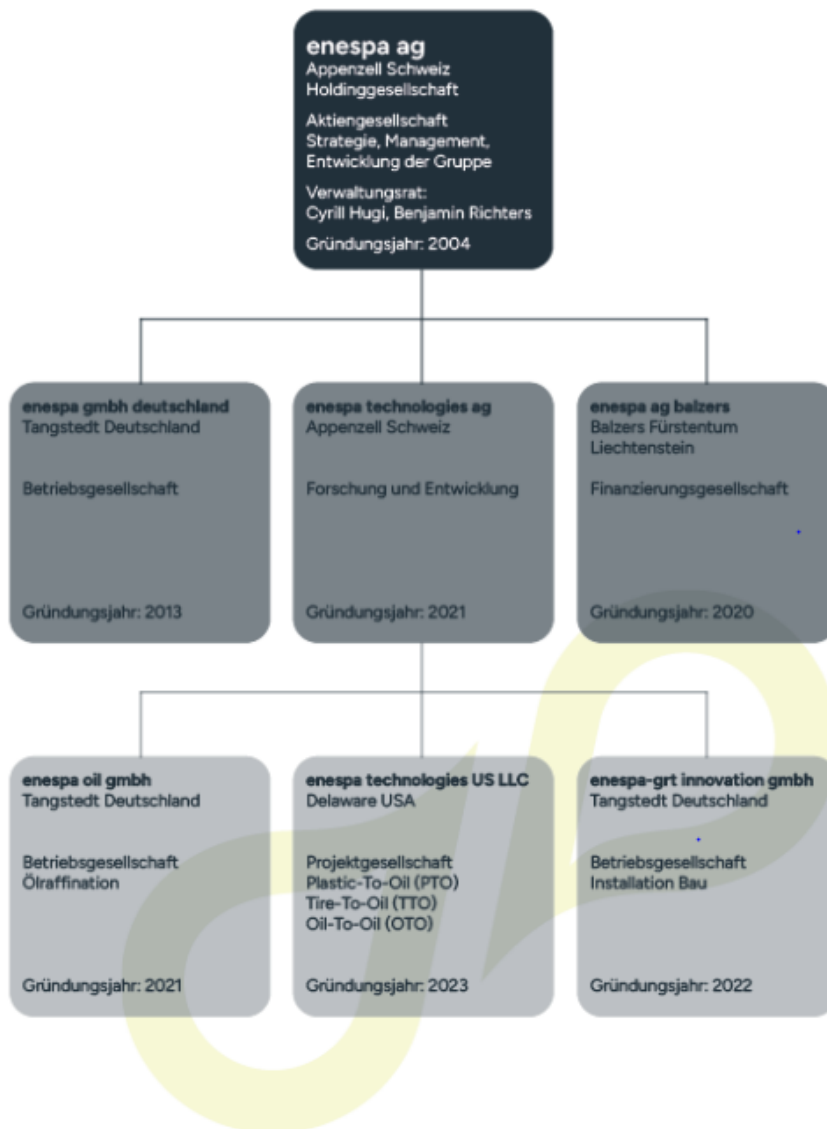 enespa ag
Appenzell Schweiz
Holdinggesellschaft
Aktiengesellschaft
Strategie, Management,
Entwicklung der Gruppe
Verwaltungsrat:
Cyrill Hugi, Benjamin Richters
Gründungsjahr: 2004
enespa gmbh deutschland
Tangstedt Deutschland
Betriebsgesellschaft
Gründungsjahr: 2013
enespa technologies ag
Appenzell Schweiz
Forschung und Entwicklung
Gründungsjahr: 2021
enespa ag balzers
Balzers Fürstentum
Liechtenstein
Finanzierungsgesellschaft
Gründungsjahr: 2020
enespa oil gmbh
Tangstedt Deutschland
Betriebsgesellschaft
Ölraffination
Gründungsjahr: 2021
enespa technologies US LLC
Delaware USA
Projektgesellschaft
Plastic-To-Oil (PTO)
Tire-To-Oil (TTO)
Oil-To-Oil (OTO)
Gründungsjahr: 2023
enespa-grt innovation gmbh
Tangstedt Deutschland
Betriebsgesellschaft
Installation Bau
Gründungsjahr: 2022